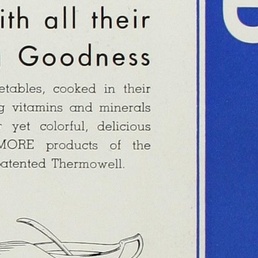 ith all their
Goodness
etables, cooked in their
g vitamins and minerals
yet colorful, delicious
MORE products of the
atented Thermowell.